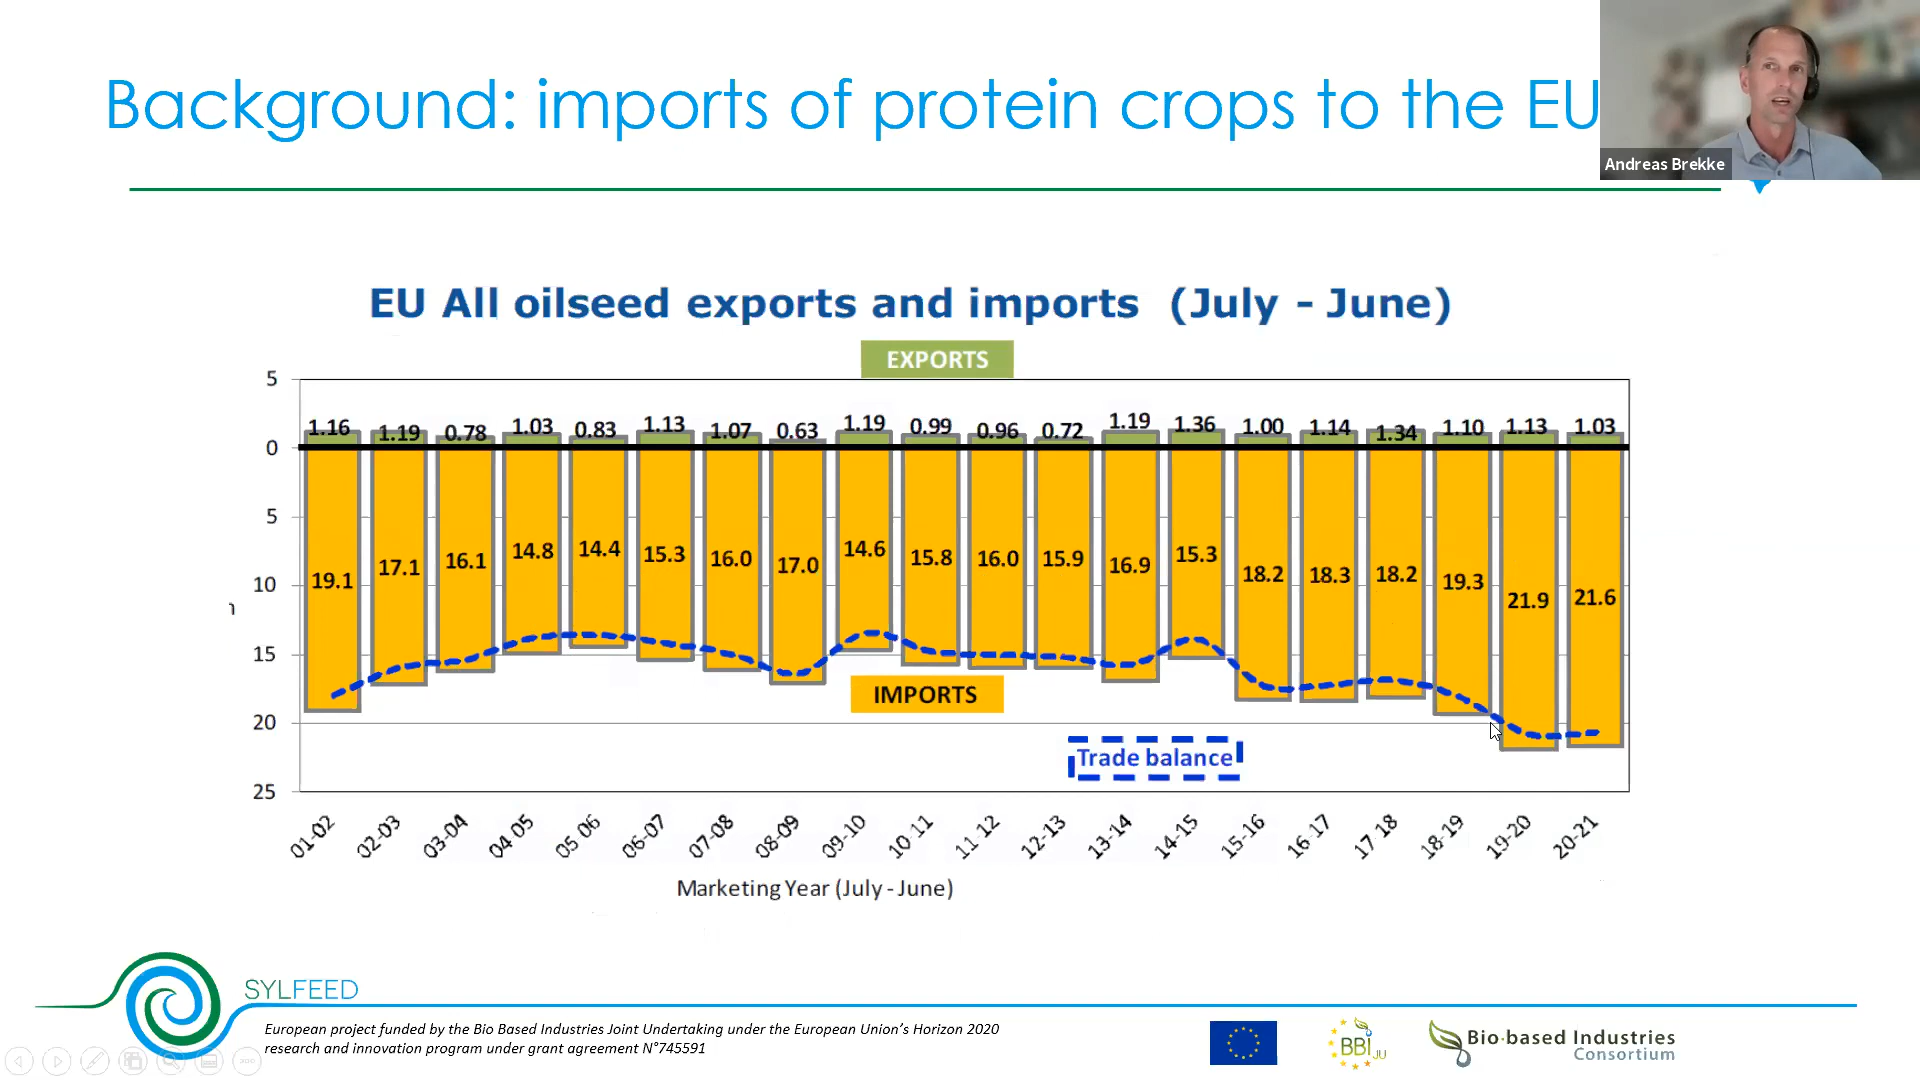 Background: imports of protein crops to the EU
Andreas Brekke
EU All oilseed exports and imports (July - June)
EXPORTS
5
1.16 1.19 0.78 1.03 0.83 1.13 1.07 0.63 1.19 0.99 0.96 0.72 1.19 1.36 1.00 1.14 1.34 1.10 1.13 1.03
0
5
19.1 17.1 16.1 14.8 14.4 15.3 16.0 17.0 14.6 15.8 16.0 15.9 16.9 15.3 18.2 18.3 18.2 19.3 21.9 21.6
10
15
IMPORTS
20
Trade balance
25
01-02 02-03 03-04 04-05 05-06 06-07 07-08 08-09 09-10 10-11 11-12 12-13 13-14 14-15 15-16 16-17 17-18 18-19 19-20 20-21
Marketing Year (July - June)
SYLFEED
European project funded by the Bio Based Industries Joint Undertaking under the European Union's Horizon 2020
research and innovation program under grant agreement N°745591
BBI JU
Bio-based Industries
Consortium